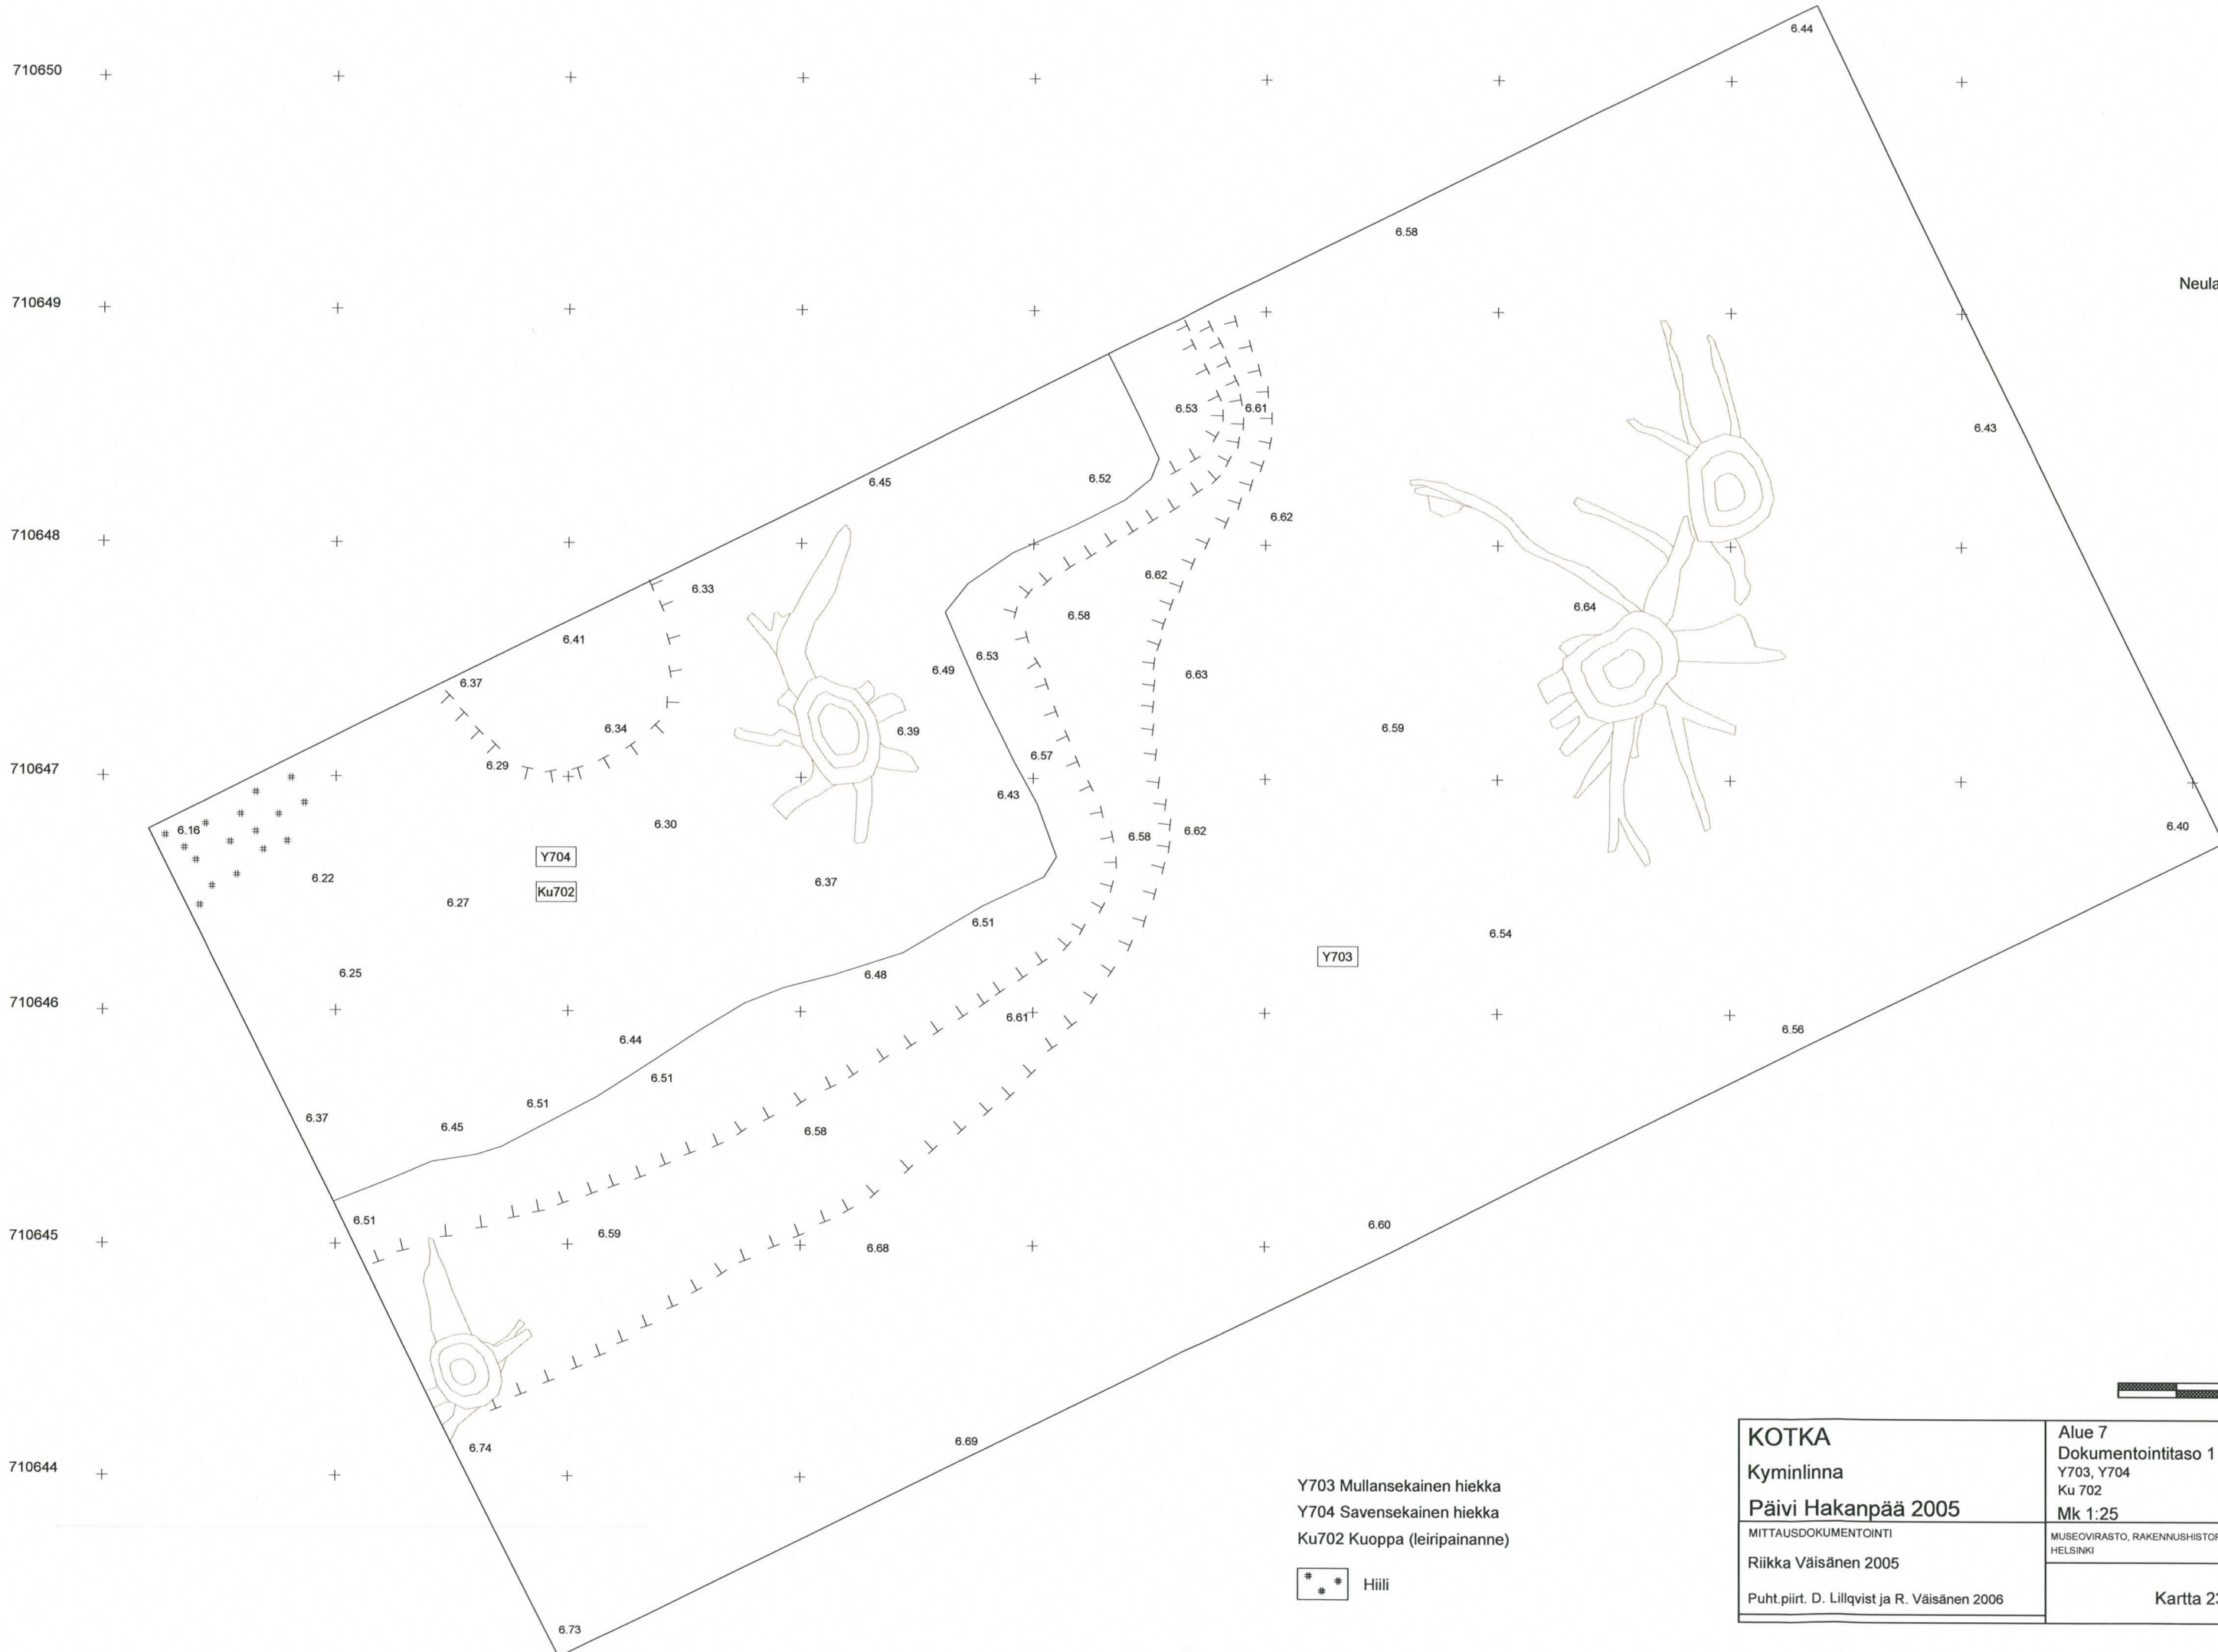 6.44
710650
6.58
Neula
710649
6.43
6.53
6.61
6.52
6.45
6.62
710648
6.62
6.33
6.64
6.58
6.41
6.53
6.49
6.63
6.37
6.34
6.59
6.39
6.57
6.29
710647
6.43
6.30
6.16
6.62
6.40
6.58
Y704
6.22
6.37
Ku702
6.27
6.51
6.54
Y703
6.25
6.48
710646
6.61
6.56
6.44
6.51
6.51
6.37
6.45
6.58
6.51
6.60
710645
6.59
6.68
6.69
6.74
710644
6.73
Y703 Mullansekainen hiekka
Y704 Savensekainen hiekka
Ku702 Kuoppa (leiripainanne)
Hiili
KOTKA
Kyminlinna
Päivi Hakanpää 2005
MITTAUSDOKUMENTOINTI
Riikka Väisänen 2005
Puht.piirt. D. Lillqvist ja R. Väisänen 2006
Alue 7
Dokumentointitaso 1
Y703, Y704
Ku 702
Mk 1:25
MUSEOVIRASTO, RAKENNUSHISTOR
HELSINKI
Kartta 23